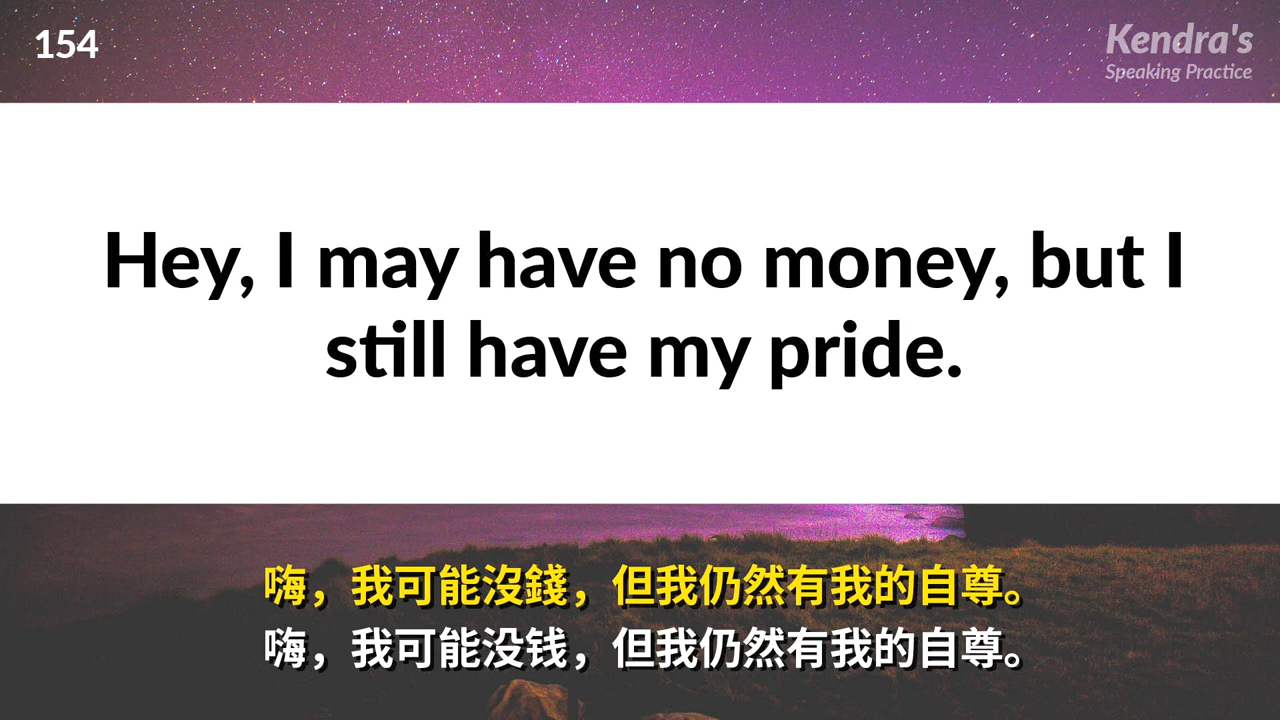 154
Kendra's
Speaking Practice
Hey, I may have no money, but I
still have my pride.
嗨，我可能沒錢，但我仍然有我的自尊。
嗨，我可能没钱，但我仍然有我的自尊。